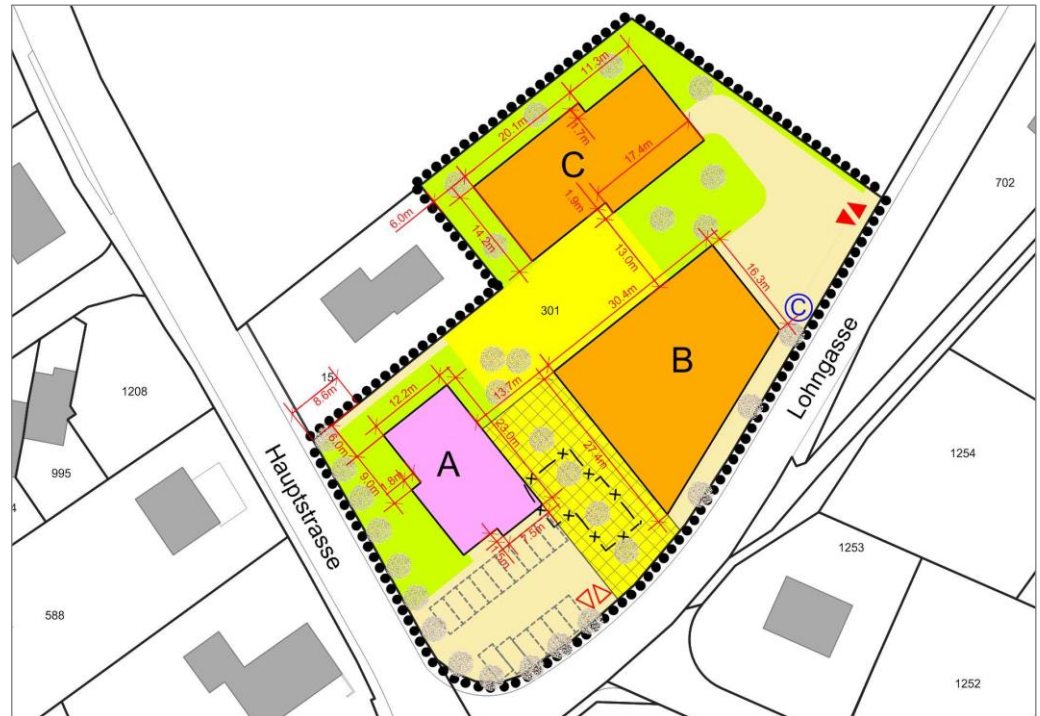 11.3m
1.7m
20.1m
C
17.4m
702
6.0m
1.9m
14.2m
13.0m
16.3m
30.4m
©
301
B
Lohngasse
15
8.6m
12.2m
13.7m
1208
23.0m
27.4m
6.0m
A
1.8m
9.0m
995
4
Hauptstrasse
1254
7.5m
1253
588
1252